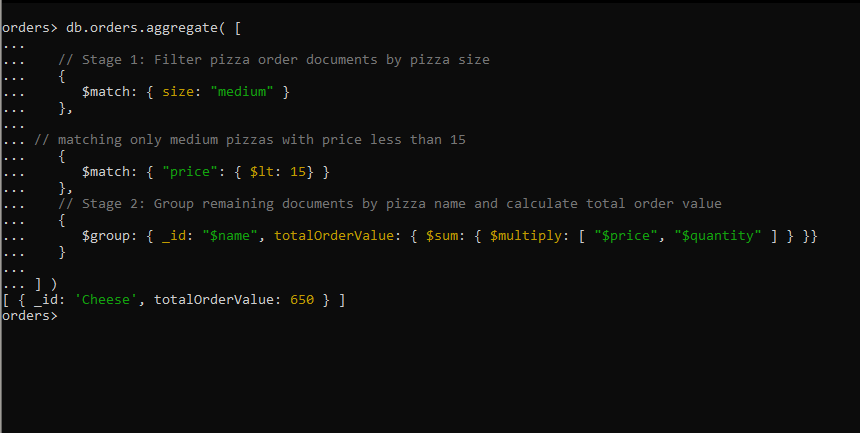 orders> db.orders.aggregate( [
...
...    // Stage 1: Filter pizza order documents by pizza size
...    {
...       $match: { size: "medium" }
...    },
...
... // matching only medium pizzas with price less than 15
...    {
...       $match: { "price": { $lt: 15} }
...    },
...    // Stage 2: Group remaining documents by pizza name and calculate total order value
...    {
...       $group: { _id: "$name", totalOrderValue: { $sum: { $multiply: [ "$price", "$quantity" ] } }}
...    }
...
... ] )
[ { _id: 'Cheese', totalOrderValue: 650 } ]
orders>